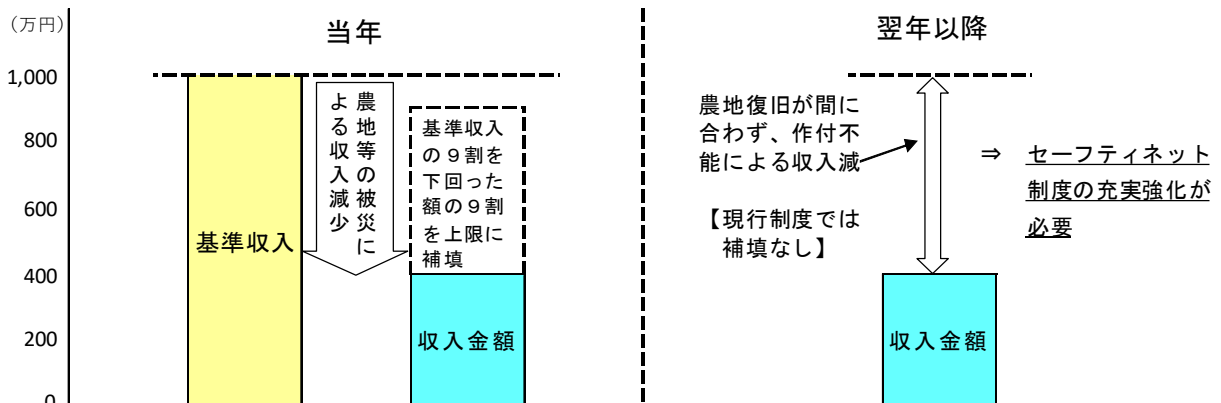 （万円）
当年
翌年以降
1,000
800
600
400
200
0
基準収入
農地等の被災に
よる収入減少
基準収入
の９割を
下回った
額の９割
を上限に
補填
収入金額
農地復旧が間に
合わず、作付不
能による収入減
【現行制度では
補填なし】
⇒ セーフティネット
制度の充実強化が
必要
収入金額